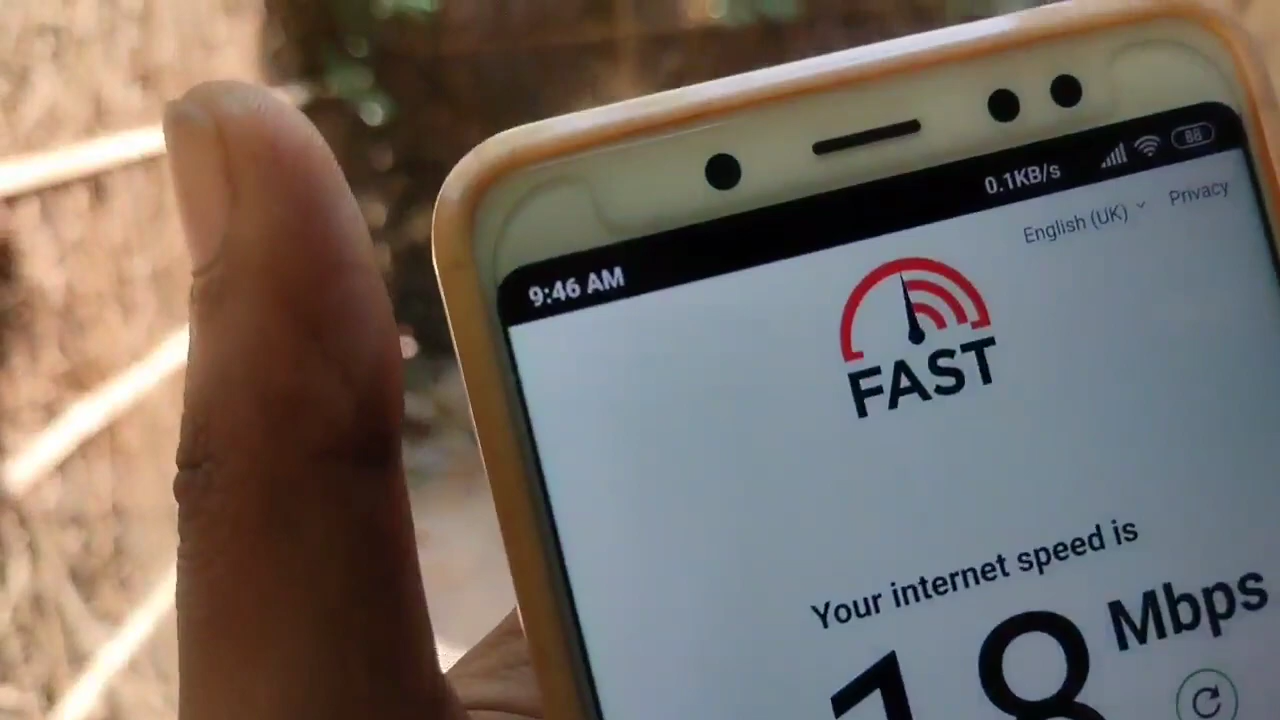 9:46 AM
0.1KB/s
88
English (UK)
Privacy
FAST
Your internet speed is
Mbps